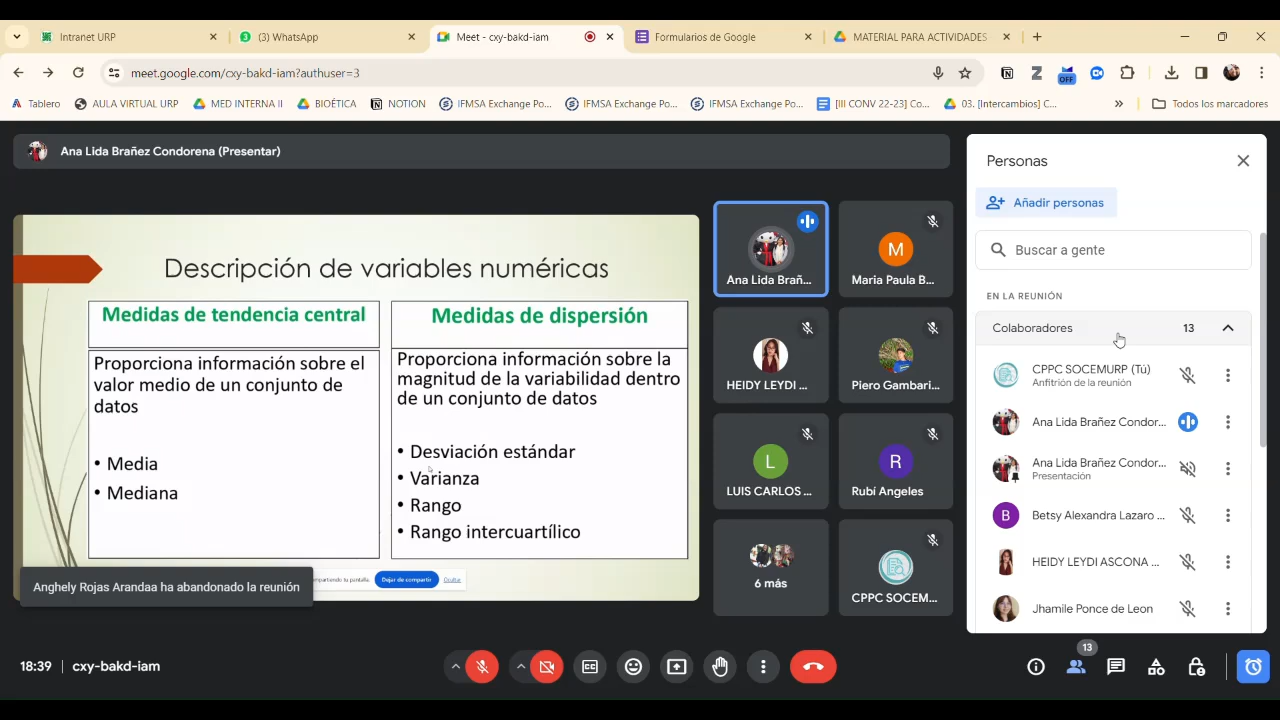 Intranet URP
(3) WhatsApp
Meet - cxy-bakd-iam
Formularios de Google
MATERIAL PARA ACTIVIDADES
meet.google.com/cxy-bakd-iam?authuser=3
OFF
Tablero
AULA VIRTUAL URP
MED INTERNA II
BIOÉTICA
NOTION
IFMSA Exchange Po...
IFMSA Exchange Po...
IFMSA Exchange Po...
[III CONV 22-23] Co...
03. [Intercambios] C...
Todos los marcadores
Ana Lida Brañez Condorena (Presentar)
Descripción de variables numéricas
Medidas de tendencia central
Proporciona información sobre el
valor medio de un conjunto de
datos
• Media
• Mediana
Medidas de dispersión
Proporciona información sobre la
magnitud de la variabilidad dentro
de un conjunto de datos
• Desviación estándar
• Varianza
• Rango
• Rango intercuartílico
Dejar de compartir
Ocultar
Anghely Rojas Arandaa ha abandonado la reunión
Ana Lida Brañ...
M
Maria Paula B...
HEIDY LEYDI ...
Piero Gambari...
L
LUIS CARLOS ...
R
Rubí Angeles
6 más
CPPC SOCEM...
Personas
Añadir personas
Buscar a gente
EN LA REUNIÓN
Colaboradores
13
CPPC SOCEMURP (Tú)
Anfitrión de la reunión
Ana Lida Brañez Condor...
Ana Lida Brañez Condor...
Presentación
B
Betsy Alexandra Lazaro ...
HEIDY LEYDI ASCONA ...
Jhamile Ponce de Leon
18:39
cxy-bakd-iam
13